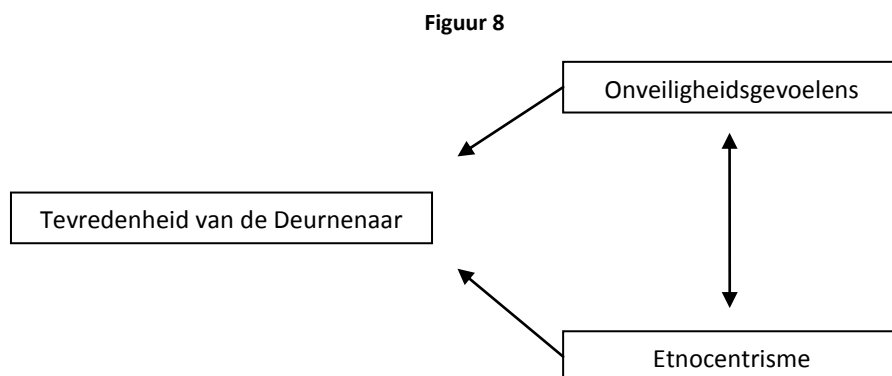 Figuur 8
Onveiligheidsgevoelens
Tevredenheid van de Deurnenaar
Etnocentrisme